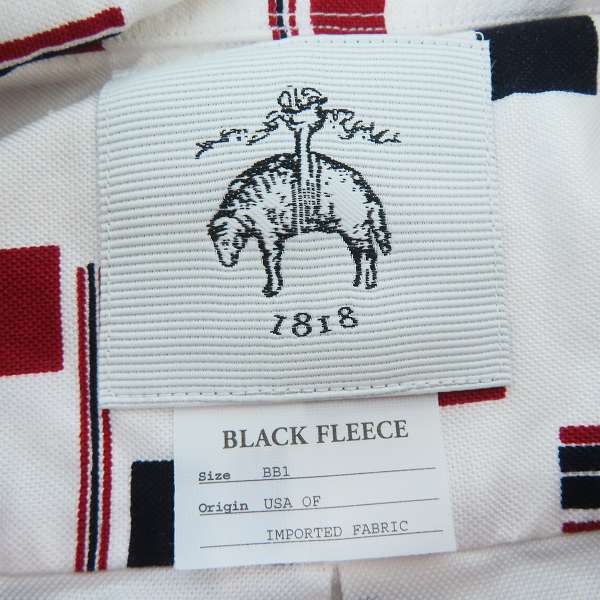 1818
BLACK FLEECE
Size BB1
Origin USA OF
IMPORTED FABRIC